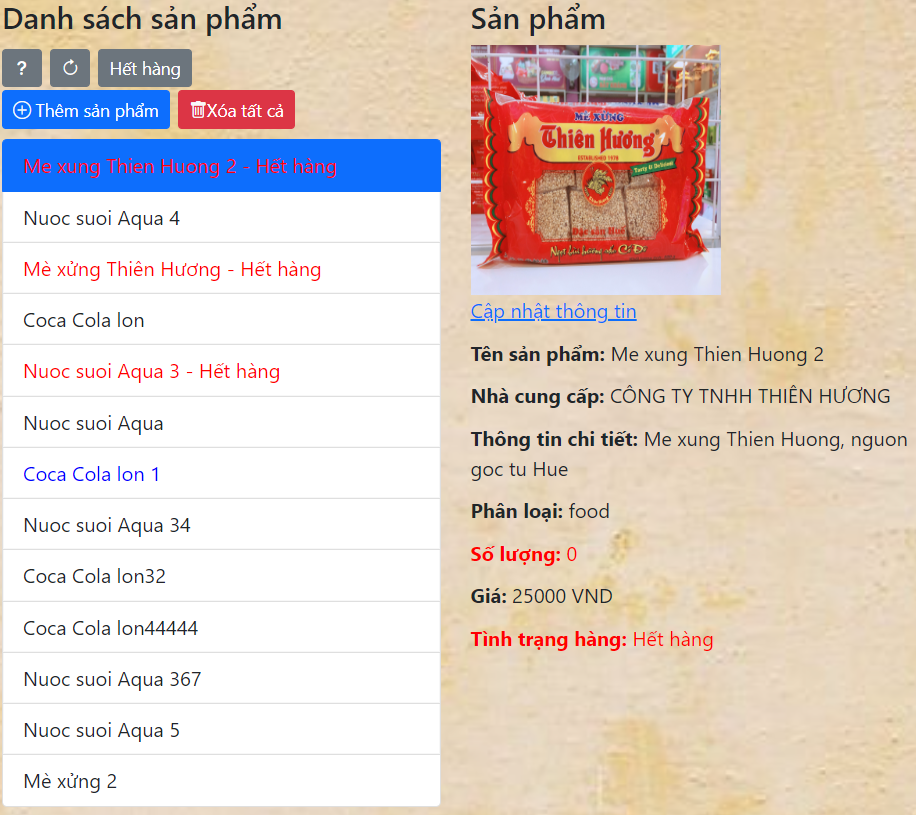 Danh sách sản phẩm
?
Hết hàng
Thêm sản phẩm
Xóa tất cả
Me xung Thien Huong 2 - Hết hàng
Nuoc suoi Aqua 4
Mè xửng Thiên Hương - Hết hàng
Coca Cola lon
Nuoc suoi Aqua 3 - Hết hàng
Nuoc suoi Aqua
Coca Cola lon 1
Nuoc suoi Aqua 34
Coca Cola lon32
Coca Cola lon44444
Nuoc suoi Aqua 367
Nuoc suoi Aqua 5
Mè xửng 2
Sản phẩm
MÈ XỬNG
Thiên Hương
ESTABLISHED 1970
Tasty & Delicious
Đặc sản Huế
Cập nhật thông tin
Tên sản phẩm: Me xung Thien Huong 2
Nhà cung cấp: CÔNG TY TNHH THIÊN HƯƠNG
Thông tin chi tiết: Me xung Thien Huong, nguon
goc tu Hue
Phân loại: food
Số lượng: 0
Giá: 25000 VND
Tình trạng hàng: Hết hàng